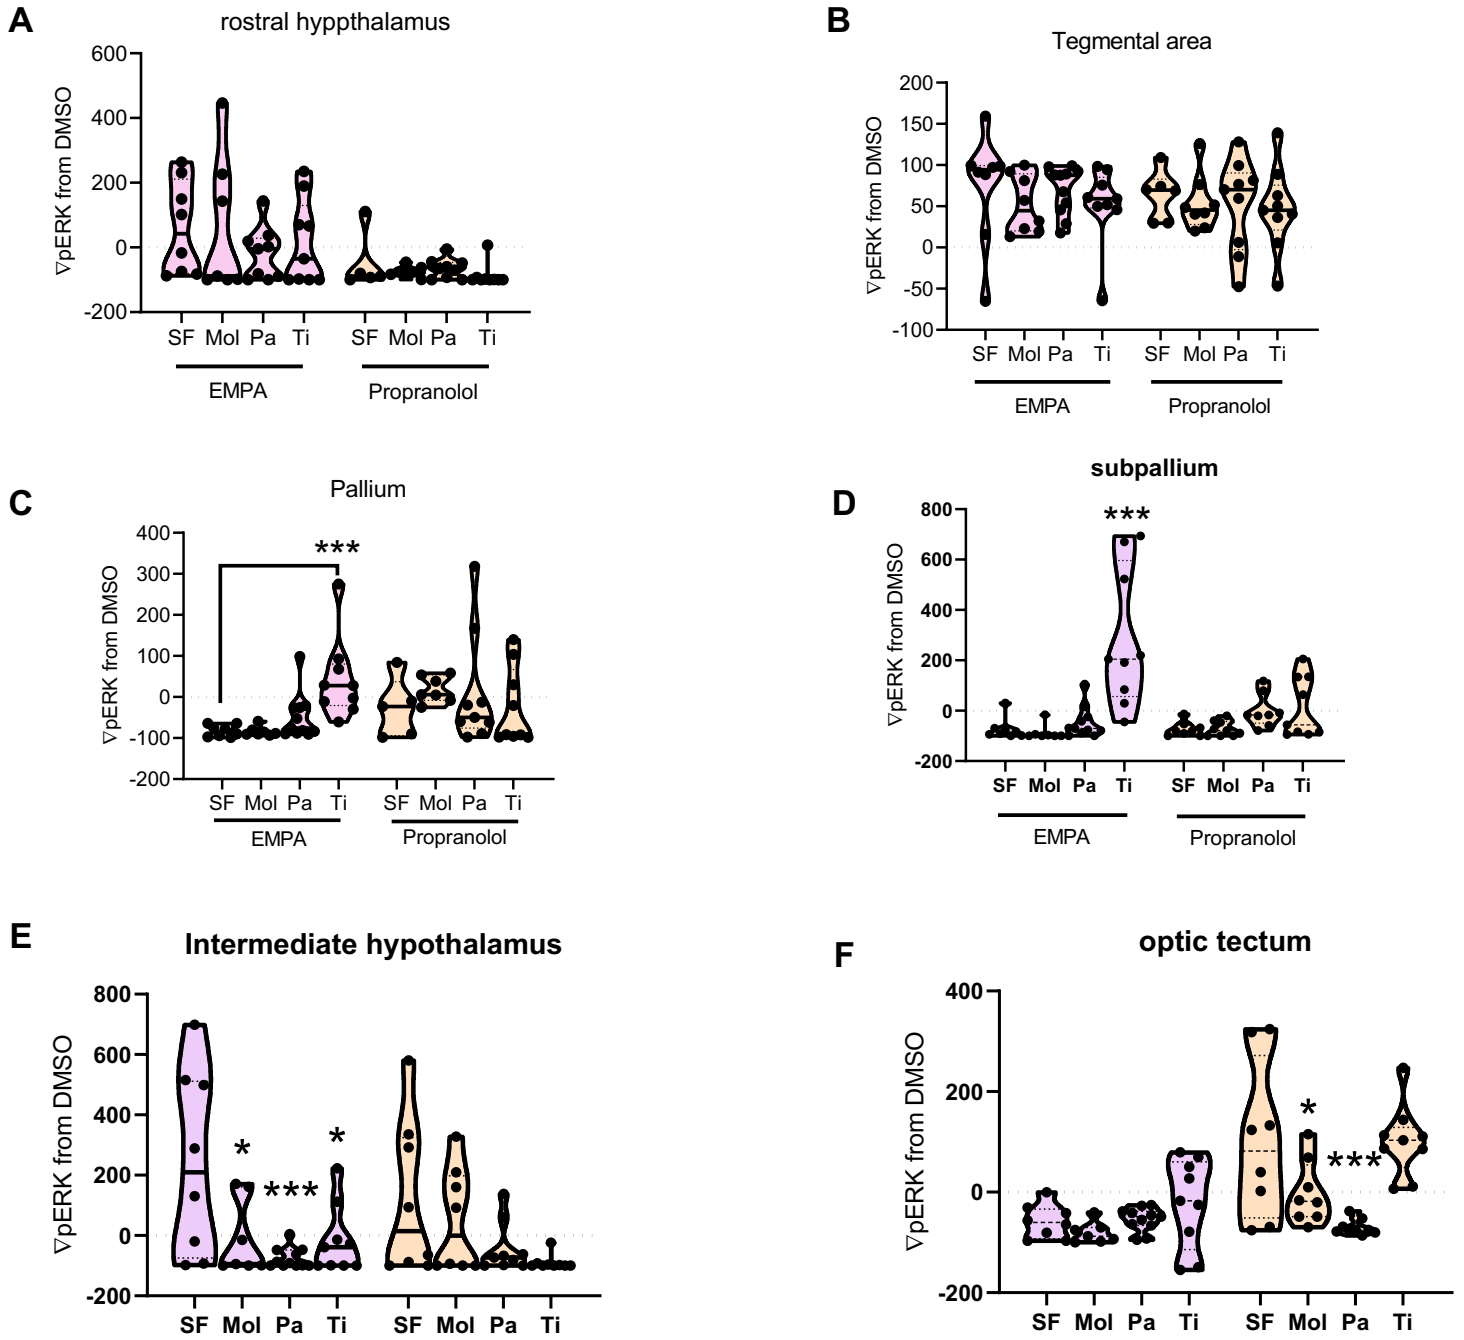 A
rostral hyppthalamus
∇pERK from DMSO
600
400
200
0
-200
SF Mol Pa Ti SF Mol Pa Ti
EMPA Propranolol
B
Tegmental area
∇pERK from DMSO
200
150
100
50
0
-50
-100
SF Mol Pa Ti SF Mol Pa Ti
EMPA Propranolol
C
Pallium
∇pERK from DMSO
400
300
200
100
0
-100
-200
***
SF Mol Pa Ti SF Mol Pa Ti
EMPA Propranolol
D
subpallium
∇pERK from DMSO
800
600
400
200
0
-200
***
SF Mol Pa Ti SF Mol Pa Ti
EMPA Propranolol
E
Intermediate hypothalamus
∇pERK from DMSO
800
600
400
200
0
-200
* *** *
SF Mol Pa Ti SF Mol Pa Ti
F
optic tectum
∇pERK from DMSO
400
200
0
-200
* ***
SF Mol Pa Ti SF Mol Pa Ti